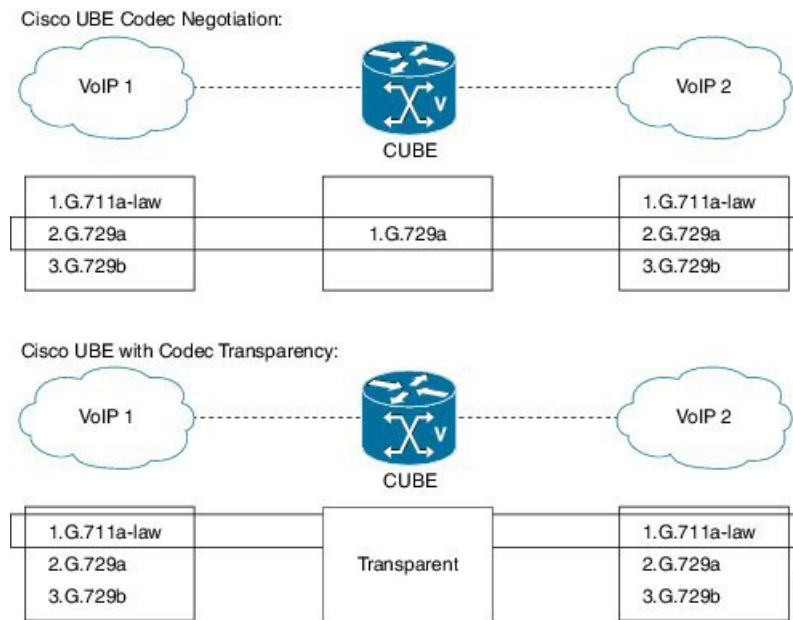 Cisco UBE Codec Negotiation:
VoIP 1
V
VoIP 2
CUBE
1.G.711a-law
2.G.729a
3.G.729b
1.G.729a
1.G.711a-law
2.G.729a
3.G.729b
Cisco UBE with Codec Transparency:
VoIP 1
V
VoIP 2
CUBE
1.G.711a-law
2.G.729a
3.G.729b
Transparent
1.G.711a-law
2.G.729a
3.G.729b